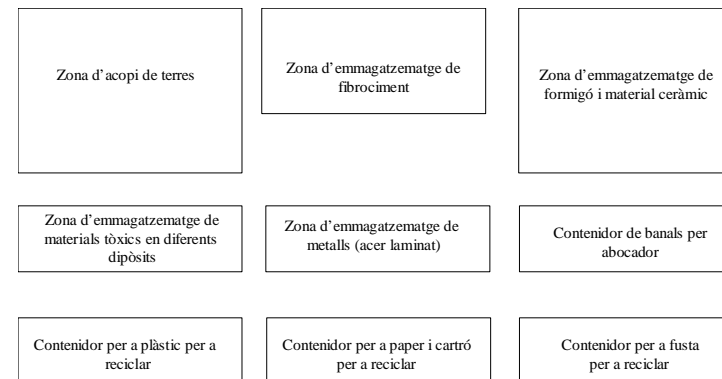 Zona d’acopi de terres
Zona d’emmagatzematge de
fibrociment
Zona d’emmagatzematge de
formigó i material ceràmic
Zona d’emmagatzematge de
materials tòxics en diferents
dipòsits
Zona d’emmagatzematge de
metalls (acer laminat)
Contenidor de banals per
abocador
Contenidor per a plàstic per a
reciclar
Contenidor per a paper i cartró
per a reciclar
Contenidor per a fusta
per a reciclar